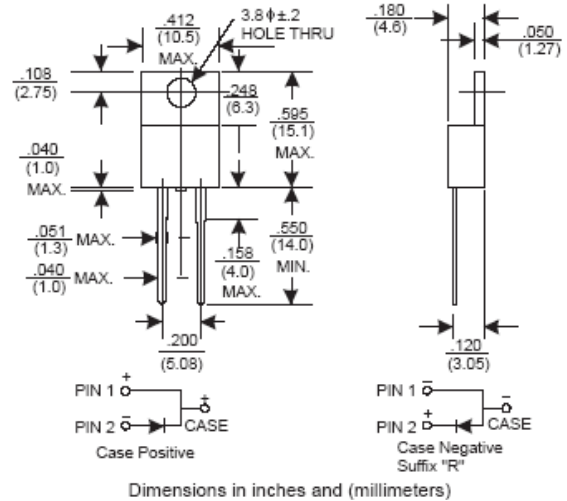 .412
(10.5)
MAX.
3.8ϕ±.2
HOLE THRU
.180
(4.6)
.050
(1.27)
.108
(2.75)
.248
(6.3)
.595
(15.1)
MAX.
.040
(1.0)
MAX.
.051
(1.3)
MAX.
.040
(1.0)
MAX.
.158
(4.0)
MAX.
.550
(14.0)
MIN.
.200
(5.08)
.120
(3.05)
PIN 1 +
PIN 2 −
+
CASE
Case Positive
PIN 1 −
PIN 2 +
−
CASE
Case Negative
Suffix "R"
Dimensions in inches and (millimeters)